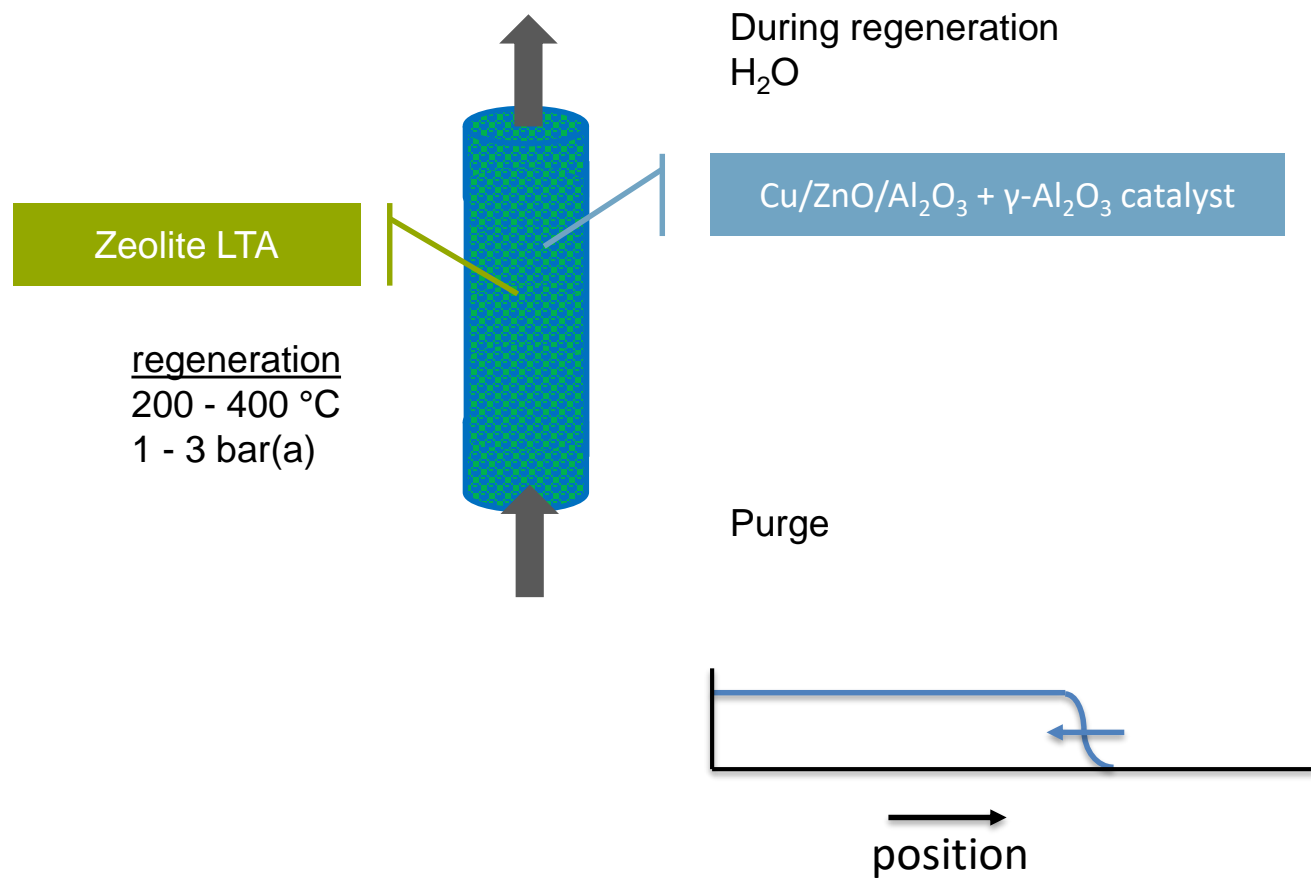 During regeneration
H₂O
Cu/ZnO/Al₂O₃ + γ-Al₂O₃ catalyst
Zeolite LTA
regeneration
200 - 400 °C
1 - 3 bar(a)
Purge
position